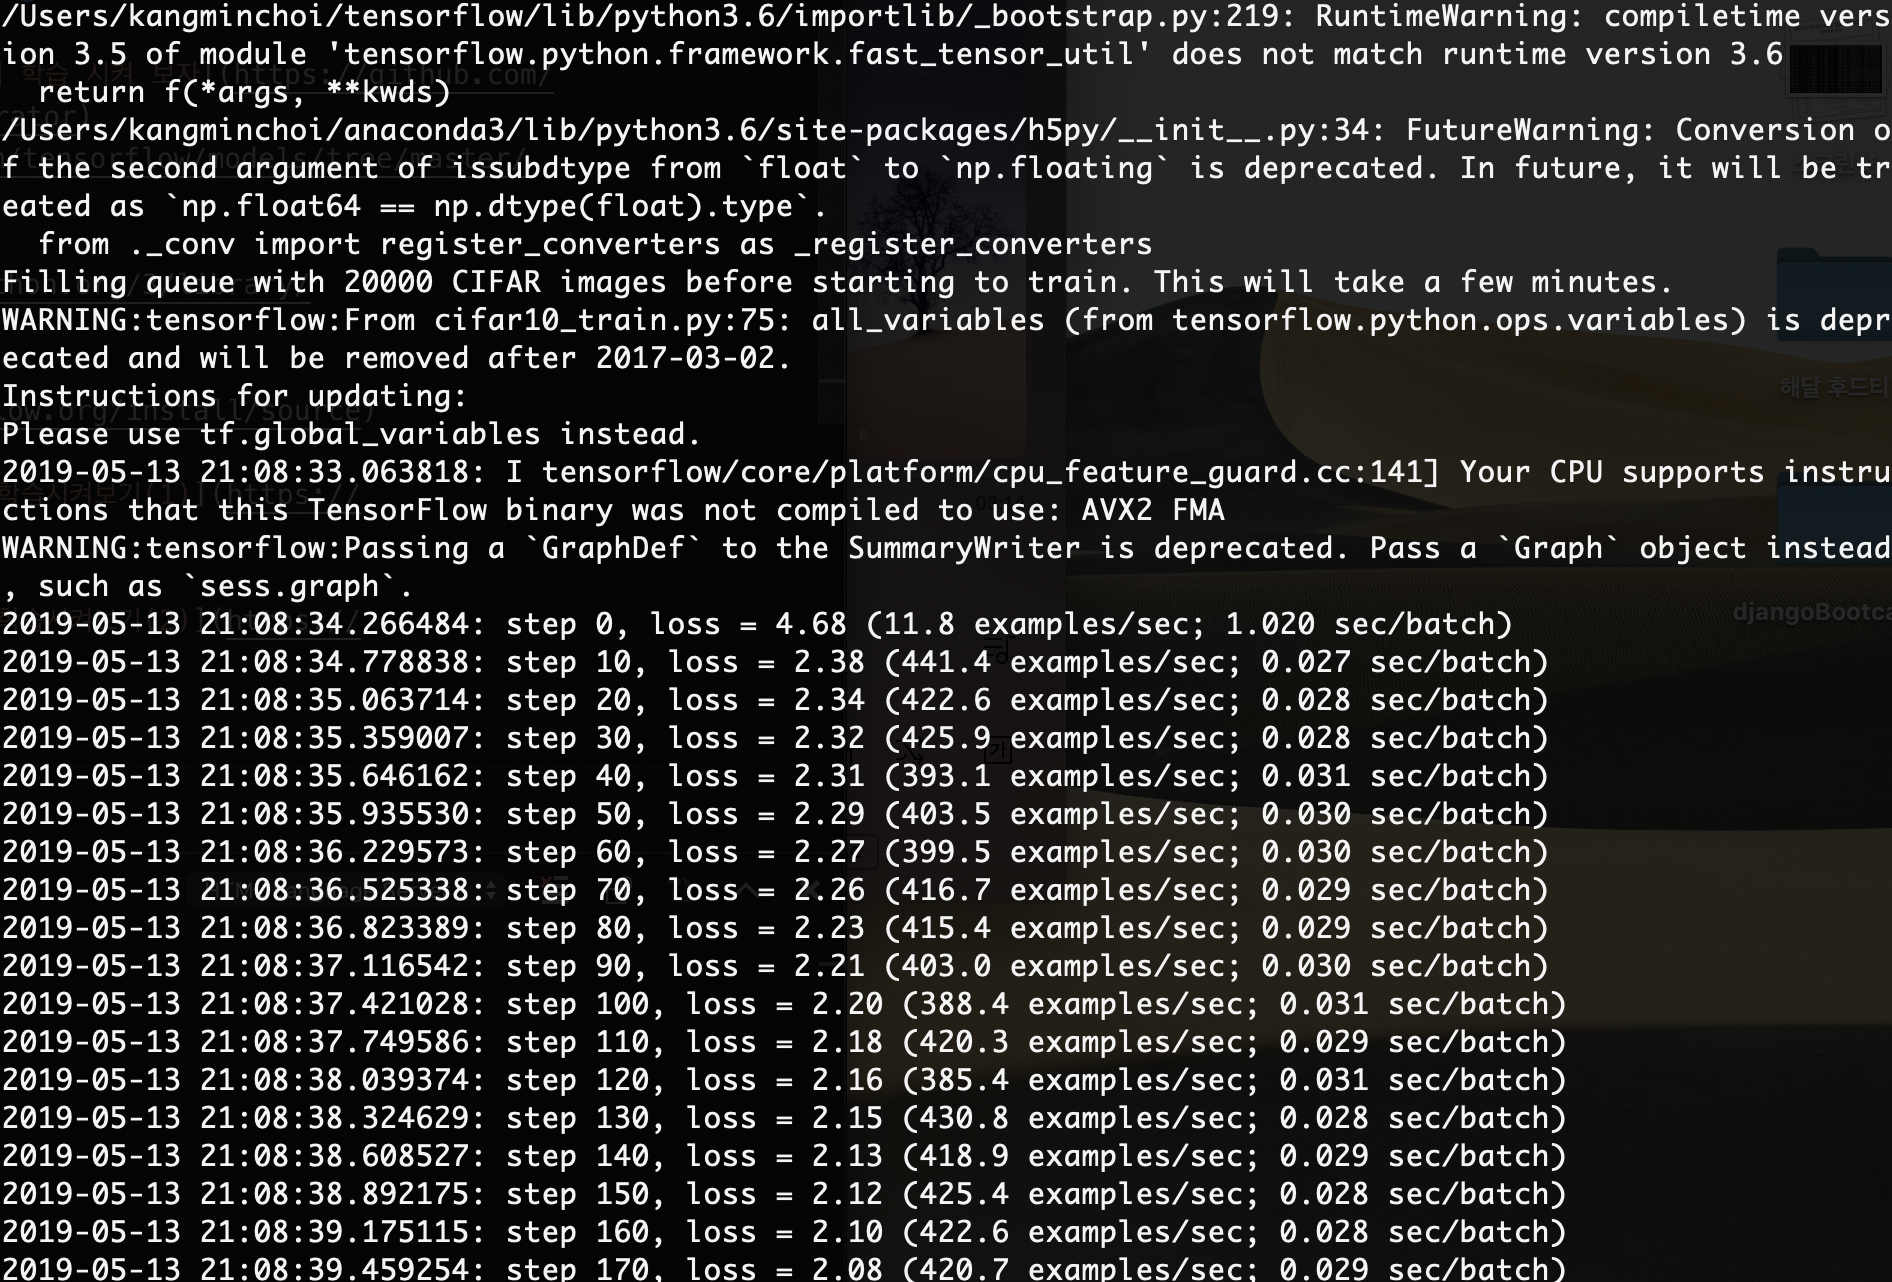 /Users/kangminchoi/tensorflow/lib/python3.6/importlib/_bootstrap.py:219: RuntimeWarning: compiletime vers
ion 3.5 of module 'tensorflow.python.framework.fast_tensor_util' does not match runtime version 3.6
  return f(*args, **kwds)
/Users/kangminchoi/anaconda3/lib/python3.6/site-packages/h5py/__init__.py:34: FutureWarning: Conversion o
f the second argument of issubdtype from `float` to `np.floating` is deprecated. In future, it will be tr
eated as `np.float64 == np.dtype(float).type`.
  from ._conv import register_converters as _register_converters
Filling queue with 20000 CIFAR images before starting to train. This will take a few minutes.
WARNING:tensorflow:From cifar10_train.py:75: all_variables (from tensorflow.python.ops.variables) is depr
ecated and will be removed after 2017-03-02.
Instructions for updating:
Please use tf.global_variables instead.
2019-05-13 21:08:33.063818: I tensorflow/core/platform/cpu_feature_guard.cc:141] Your CPU supports instru
ctions that this TensorFlow binary was not compiled to use: AVX2 FMA
WARNING:tensorflow:Passing a `GraphDef` to the SummaryWriter is deprecated. Pass a `Graph` object instead
, such as `sess.graph`.
2019-05-13 21:08:34.266484: step 0, loss = 4.68 (11.8 examples/sec; 1.020 sec/batch)
2019-05-13 21:08:34.778838: step 10, loss = 2.38 (441.4 examples/sec; 0.027 sec/batch)
2019-05-13 21:08:35.063714: step 20, loss = 2.34 (422.6 examples/sec; 0.028 sec/batch)
2019-05-13 21:08:35.359007: step 30, loss = 2.32 (425.9 examples/sec; 0.028 sec/batch)
2019-05-13 21:08:35.646162: step 40, loss = 2.31 (393.1 examples/sec; 0.031 sec/batch)
2019-05-13 21:08:35.935530: step 50, loss = 2.29 (403.5 examples/sec; 0.030 sec/batch)
2019-05-13 21:08:36.229573: step 60, loss = 2.27 (399.5 examples/sec; 0.030 sec/batch)
2019-05-13 21:08:36.525338: step 70, loss = 2.26 (416.7 examples/sec; 0.029 sec/batch)
2019-05-13 21:08:36.823389: step 80, loss = 2.23 (415.4 examples/sec; 0.029 sec/batch)
2019-05-13 21:08:37.116542: step 90, loss = 2.21 (403.0 examples/sec; 0.030 sec/batch)
2019-05-13 21:08:37.421028: step 100, loss = 2.20 (388.4 examples/sec; 0.031 sec/batch)
2019-05-13 21:08:37.749586: step 110, loss = 2.18 (420.3 examples/sec; 0.029 sec/batch)
2019-05-13 21:08:38.039374: step 120, loss = 2.16 (385.4 examples/sec; 0.031 sec/batch)
2019-05-13 21:08:38.324629: step 130, loss = 2.15 (430.8 examples/sec; 0.028 sec/batch)
2019-05-13 21:08:38.608527: step 140, loss = 2.13 (418.9 examples/sec; 0.029 sec/batch)
2019-05-13 21:08:38.892175: step 150, loss = 2.12 (425.4 examples/sec; 0.028 sec/batch)
2019-05-13 21:08:39.175115: step 160, loss = 2.10 (422.6 examples/sec; 0.028 sec/batch)
2019-05-13 21:08:39.459254: step 170, loss = 2.08 (420.7 examples/sec; 0.029 sec/batch)
해달 후드티
djangoBootca